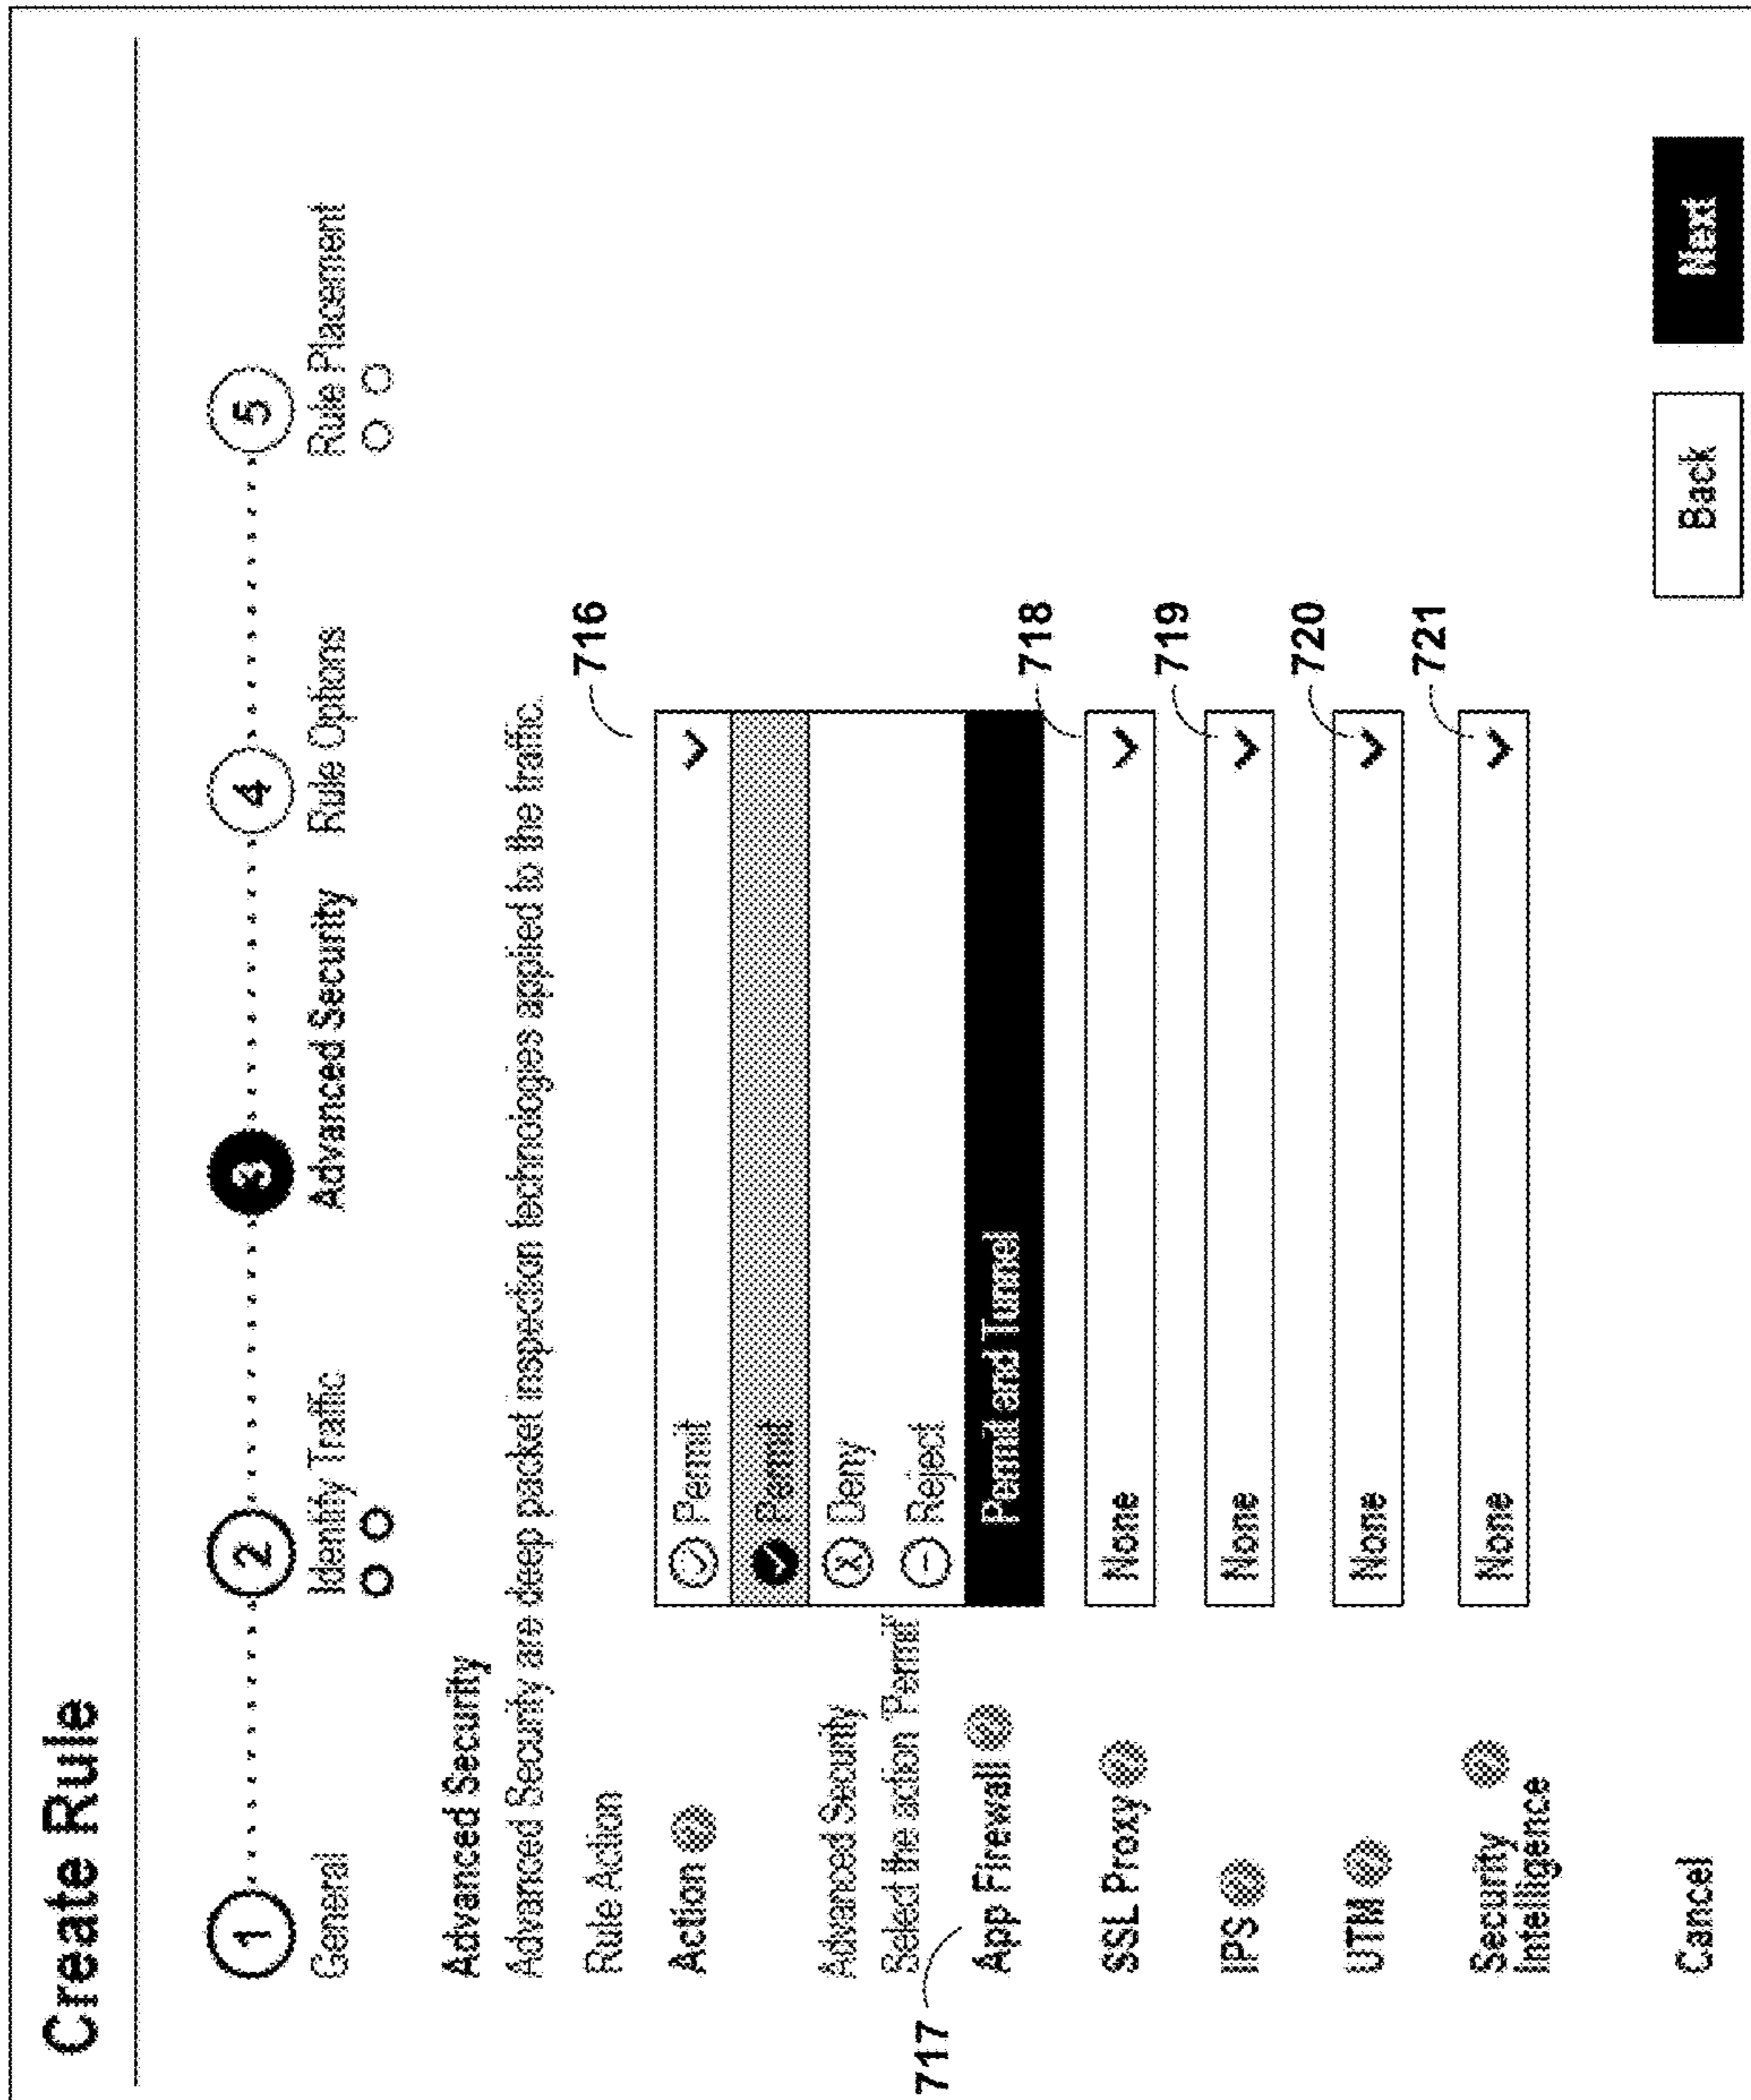 Create Rule
1 2 3 4 5
General Identify Traffic Advanced Security Rule Options Rule Placement
Advanced Security
Advanced Security are deep packet inspection technologies applied to the traffic.
Rule Action
716
Action Permit
Permit
Advanced Security Deny
Select the action 'Permit' Reject
717
App Firewall Permit and Tunnel
718
SSL Proxy None
719
IPS None
720
UTM None
721
Security None
Intelligence
Cancel Back Next